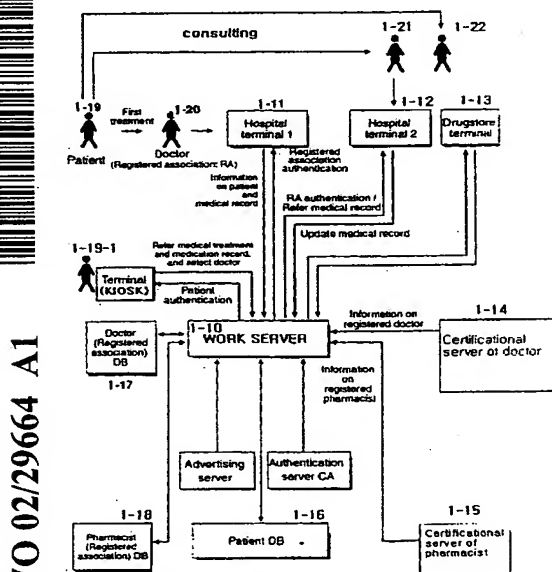 consulting
1-21
1-22
1-19
First
treatment
1-20
1-11
1-12
1-13
Hospital
terminal 1
Hospital
terminal 2
Drugstore
terminal
Patient
Doctor
(Registered association: RA)
Registered
association
authentication
Information
on patient
and
medical record
RA authentication /
Refer medical record
Update medical record
1-19-1
Refer medical treatment
and medication record,
and select doctor
Terminal
(KIOSK)
Patient
authentication
1-10
WORK SERVER
Information on
registered doctor
1-14
Certificational
server of doctor
Doctor
(Registered
association)
DB
1-17
Information
on
registered
pharmacist
Advertising
server
Authentication
server CA
1-18
Pharmacist
(Registered
association) DB
1-16
Patient DB
1-15
Certificational
server of
pharmacist
WO 02/29664 A1